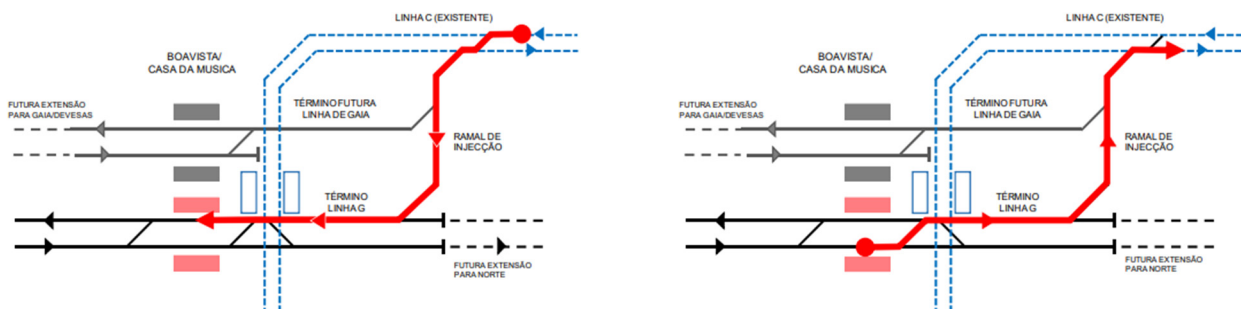 LINHA C (EXISTENTE)
BOAVISTA/
CASA DA MUSICA
FUTURA EXTENSÃO
PARA GAIA/DEVESAS
TÉRMINO FUTURA
LINHA DE GAIA
RAMAL DE
INJECÇÃO
TÉRMINO
LINHA G
FUTURA EXTENSÃO
PARA NORTE
LINHA C (EXISTENTE)
BOAVISTA/
CASA DA MUSICA
FUTURA EXTENSÃO
PARA GAIA/DEVESAS
TÉRMINO FUTURA
LINHA DE GAIA
RAMAL DE
INJECÇÃO
TÉRMINO
LINHA G
FUTURA EXTENSÃO
PARA NORTE